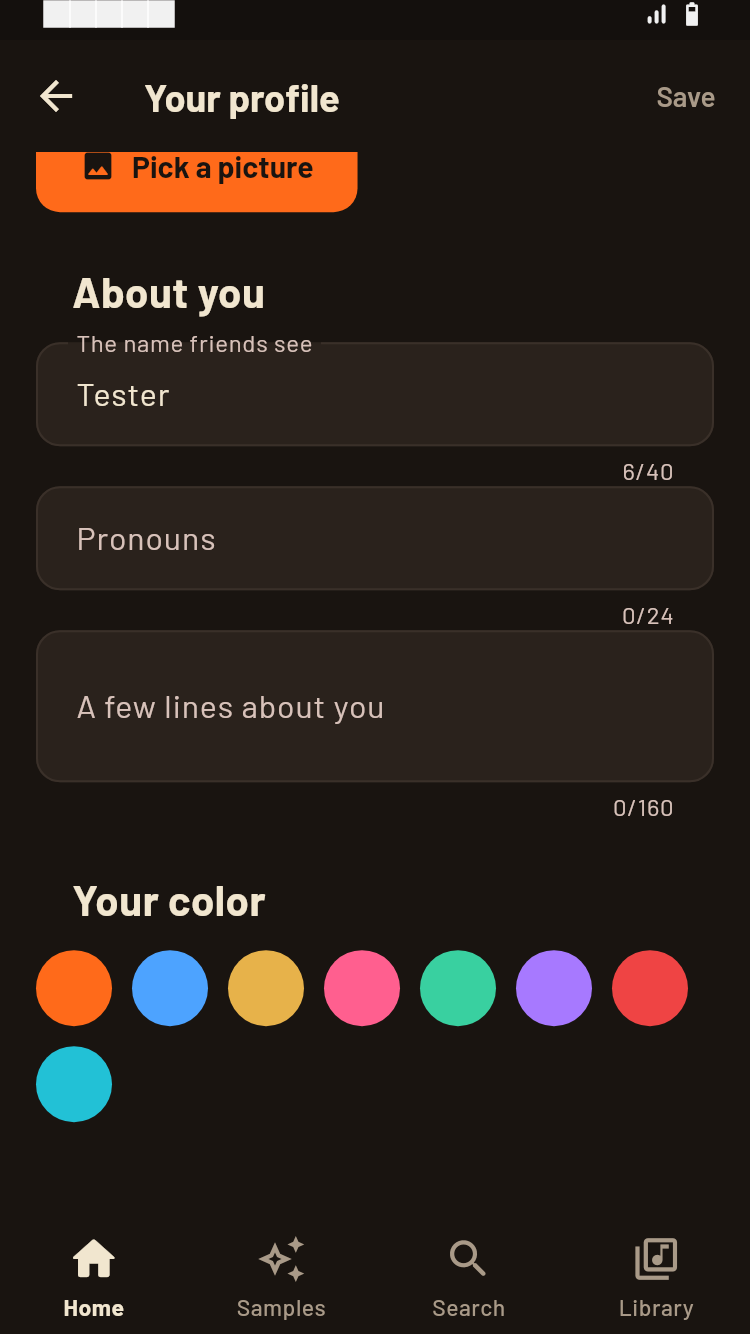 Your profile
Save
Pick a picture
About you
The name friends see
Tester
6/40
Pronouns
0/24
A few lines about you
0/160
Your color
Home
Samples
Search
Library